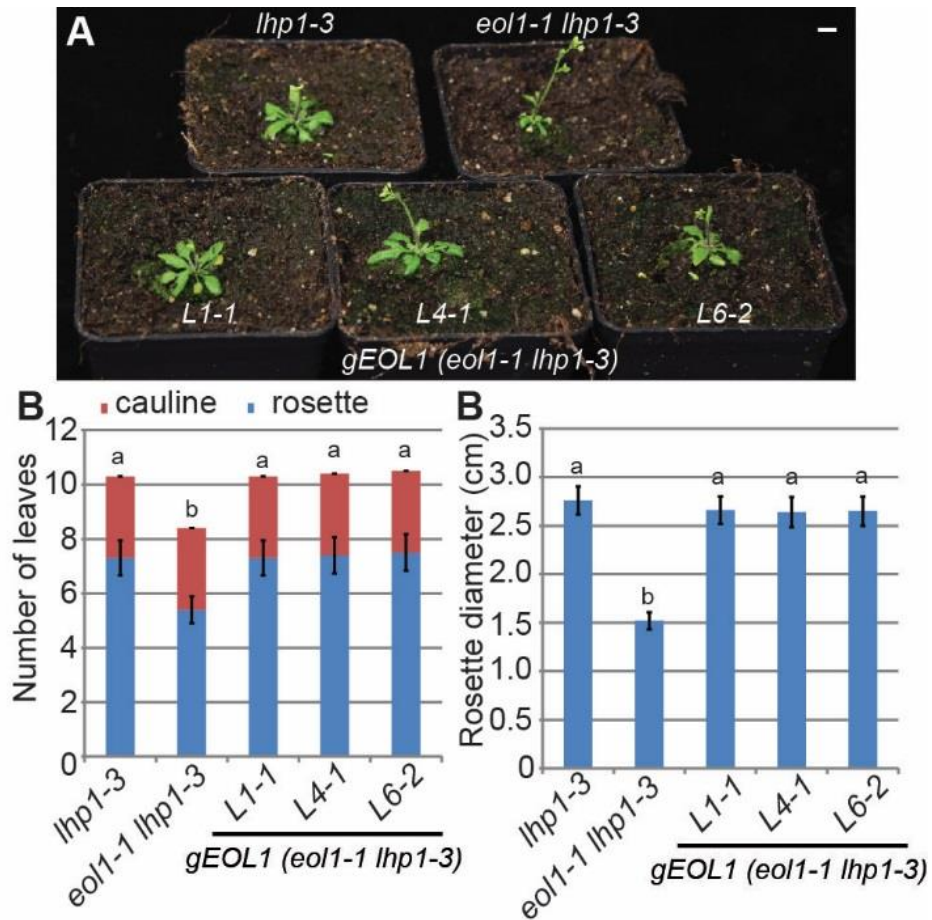 A
lhp1-3
eol1-1 lhp1-3
L1-1
L4-1
L6-2
gEOL1 (eol1-1 lhp1-3)
B
cauline
rosette
Number of leaves
12
10
8
6
4
2
0
a
b
a
a
a
lhp1-3
eol1-1 lhp1-3
L1-1
L4-1
L6-2
gEOL1 (eol1-1 lhp1-3)
B
Rosette diameter (cm)
3.5
3.0
2.5
2.0
1.5
1.0
0.5
0
a
b
a
a
a
lhp1-3
eol1-1 lhp1-3
L1-1
L4-1
L6-2
gEOL1 (eol1-1 lhp1-3)